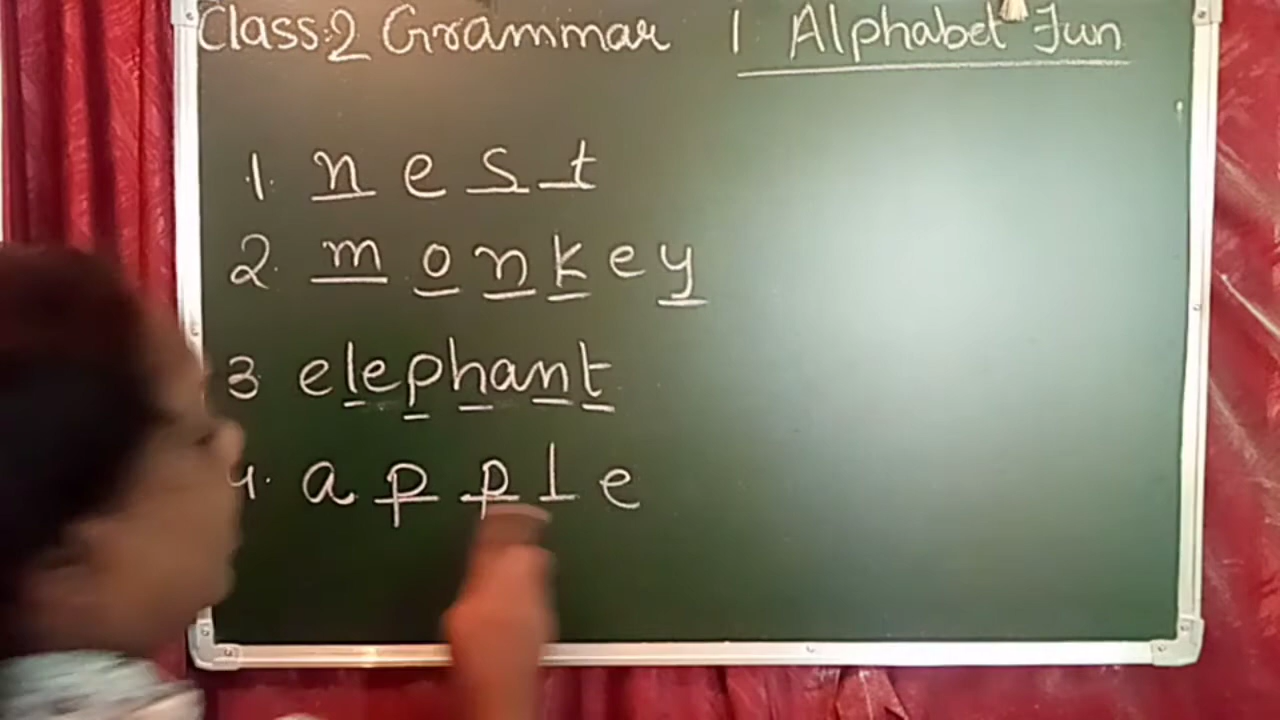 Class:2 Grammar 1 Alphabet Fun
1. nest
2. monkey
3 elephant
4. apple